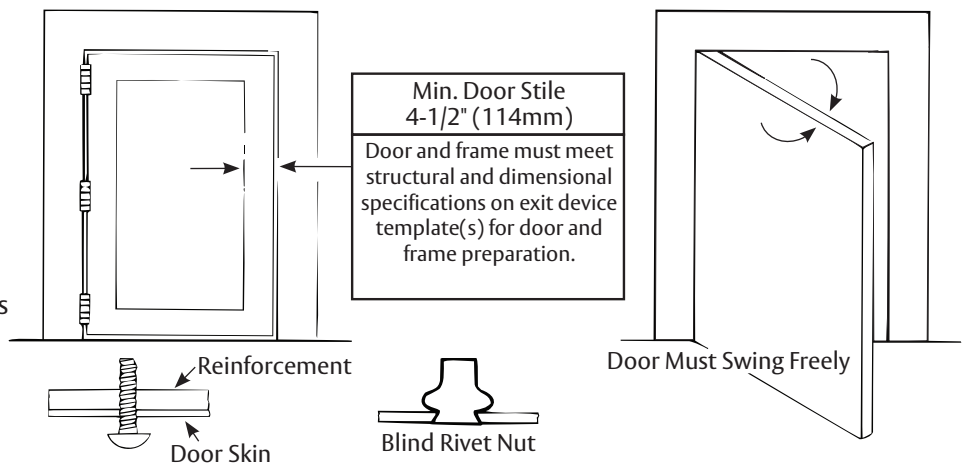 Min. Door Stile
4-1/2" (114mm)
Door and frame must meet
structural and dimensional
specifications on exit device
template(s) for door and
frame preparation.
s
Door Must Swing Freely
Reinforcement
Door Skin
Blind Rivet Nut